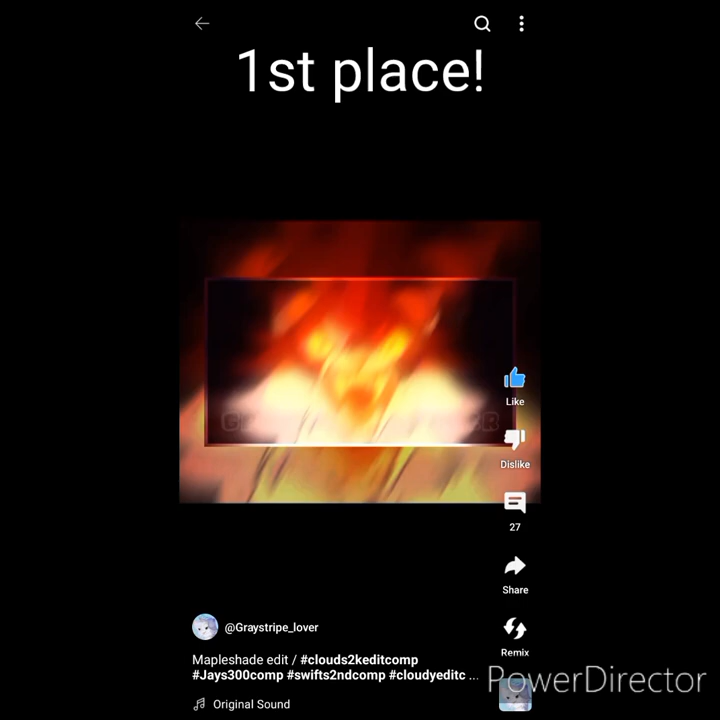 1st place!
Like
Dislike
27
Share
Remix
@Graystripe_lover
Mapleshade edit / #clouds2keditcomp
#Jays300comp #swifts2ndcomp #cloudyeditc ...
Original Sound
PowerDirector